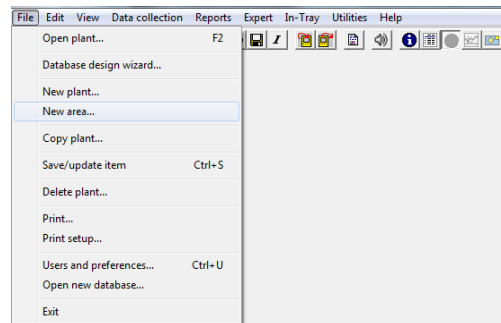 File Edit View Data collection Reports Expert In-Tray Utilities Help
Open plant... F2
Database design wizard...
New plant...
New area...
Copy plant...
Save/update item Ctrl+S
Delete plant...
Print...
Print setup...
Users and preferences... Ctrl+U
Open new database...
Exit